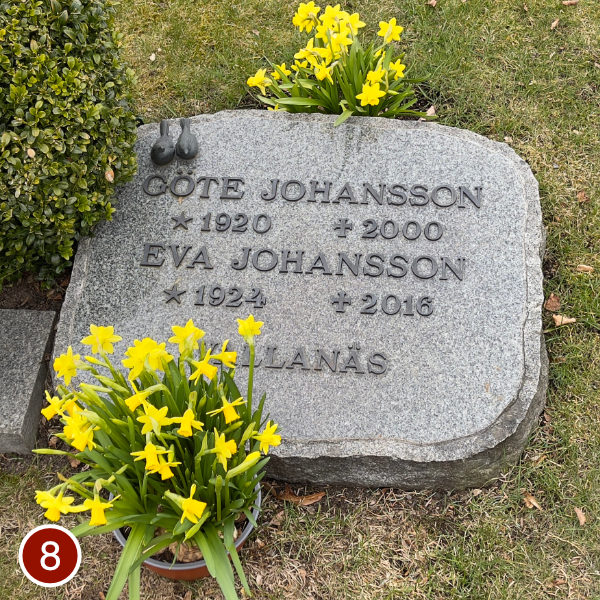 GÖTE JOHANSSON
★ 1920 ✝ 2000
EVA JOHANSSON
★ 1924 ✝ 2016
8